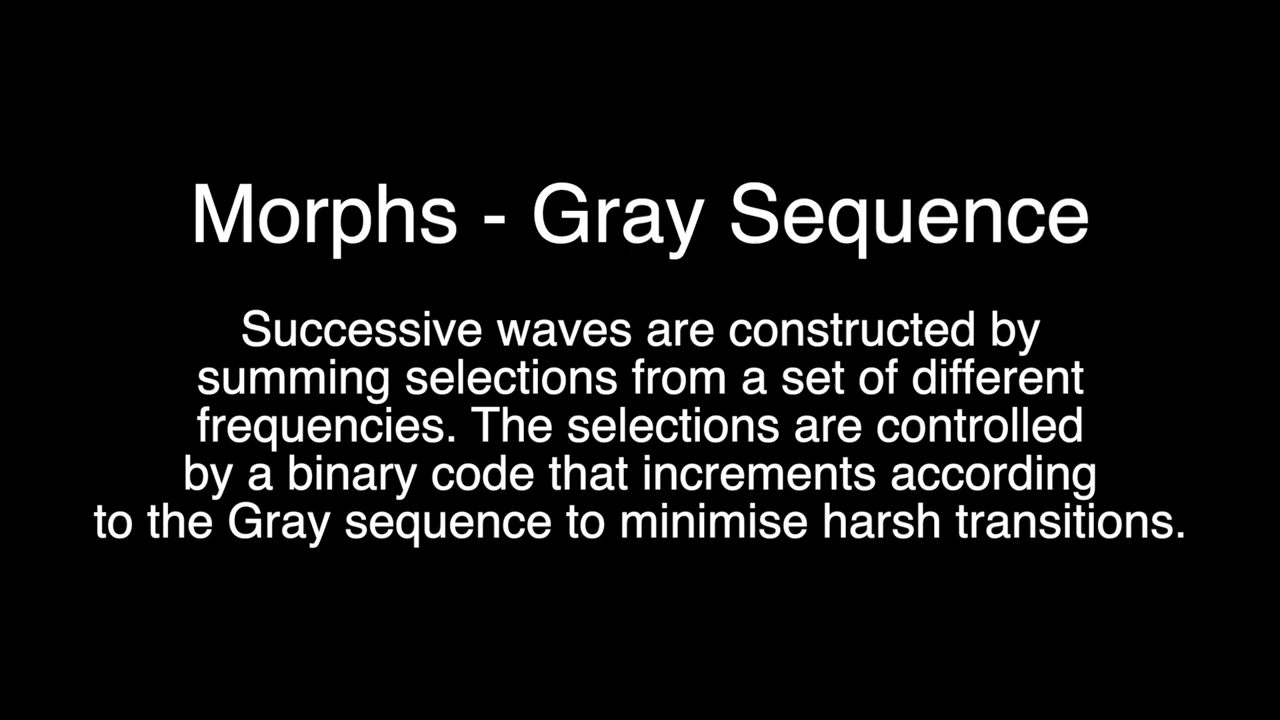 Morphs - Gray Sequence
Successive waves are constructed by
summing selections from a set of different
frequencies. The selections are controlled
by a binary code that increments according
to the Gray sequence to minimise harsh transitions.